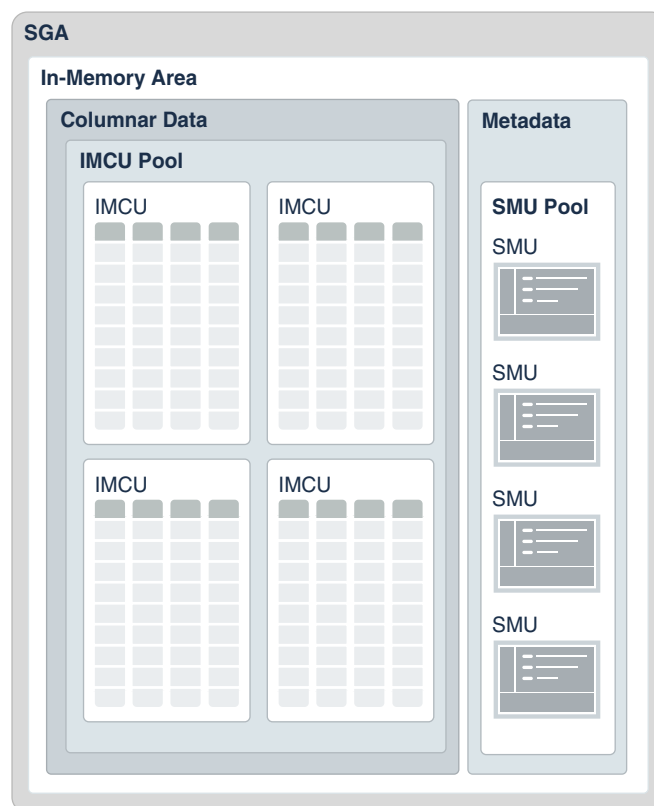 SGA
In-Memory Area
Columnar Data
Metadata
IMCU Pool
IMCU
IMCU
SMU Pool
SMU
SMU
IMCU
IMCU
SMU
SMU